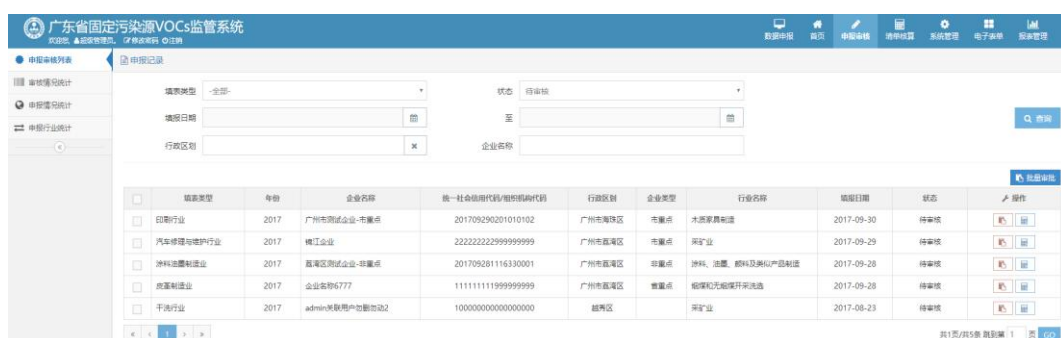 广东省固定污染源VOCs监管系统
欢迎您, 超级管理员。 修改密码 注销
数据申报 首页 申报审核 清单核算 系统管理 电子表单 报表管理
申报审核列表
审核情况统计
申报情况统计
申报行业统计
申报记录
填表类型 -全部- 状态 待审核
填报日期 至
查询
行政区划 企业名称
批量审批
填表类型 年份 企业名称 统一社会信用代码/组织机构代码 行政区划 企业类型 行业名称 填报日期 状态 操作
印刷行业 2017 广州市测试企业-市重点 201709290201010102 广州市海珠区 市重点 木质家具制造 2017-09-30 待审核
汽车修理与维护行业 2017 锦江企业 222222222999999999 广州市荔湾区 市重点 采矿业 2017-09-29 待审核
涂料油墨制造业 2017 荔湾区测试企业-非重点 201709281116330001 广州市荔湾区 非重点 涂料、油墨、颜料及类似产品制造 2017-09-28 待审核
皮革制造业 2017 企业名称6777 111111111999999999 广州市荔湾区 省重点 烟煤和无烟煤开采洗选 2017-09-28 待审核
干洗行业 2017 admin关联用户勿删勿动2 100000000000000000 越秀区 采矿业 2017-08-23 待审核
1 共1页/共5条 跳到第 1 页 GO